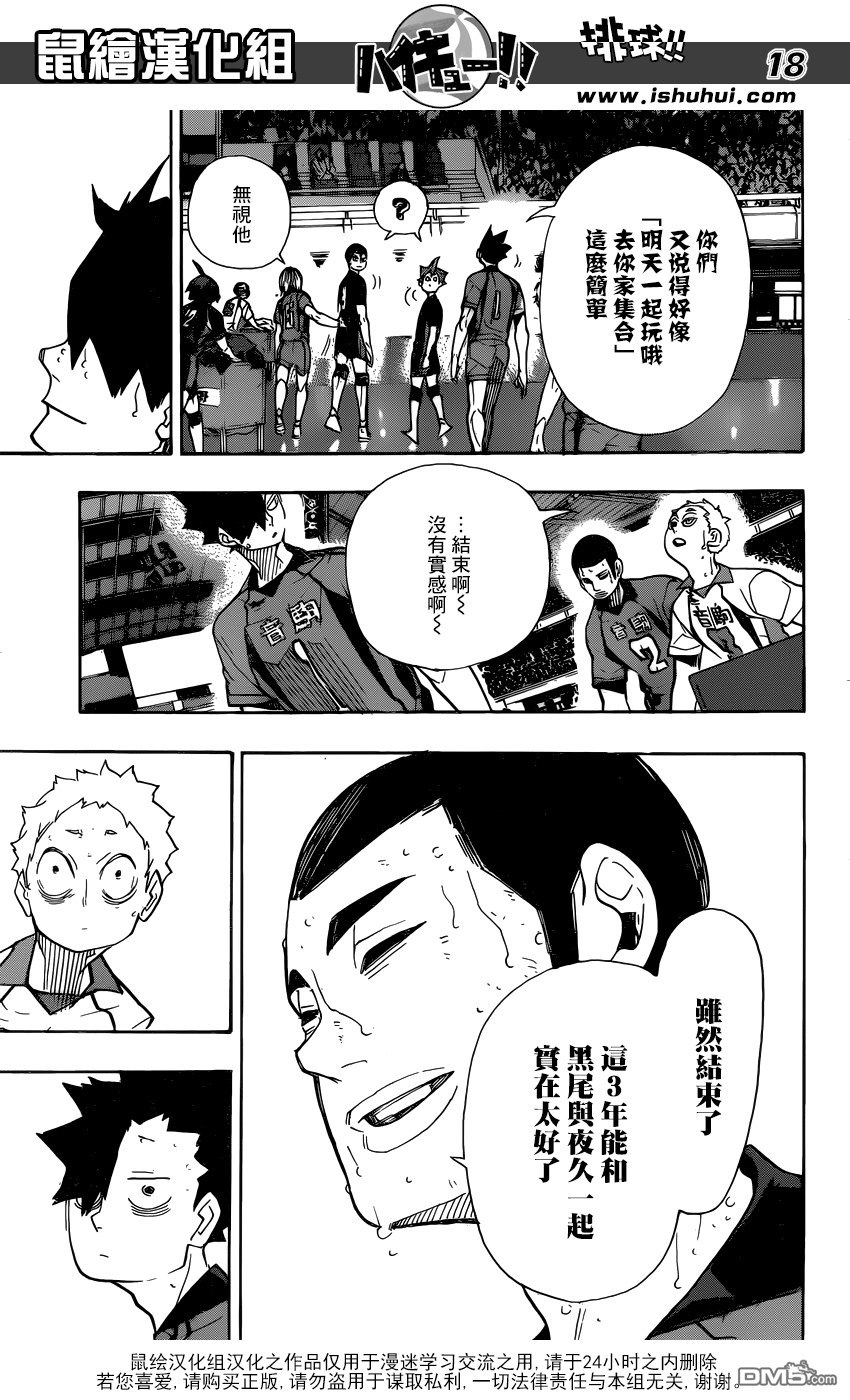 鼠繪漢化組
ハイキュー!!
排球!!
18
www.ishuhui.com
你們
又说得好像
「明天一起玩哦
去你家集合」
這麼簡單
?
無視他
1
野
…結束啊~
沒有實感啊~
音駒
音駒
2
音駒
雖然結束了
這3年能和
黑尾與夜久一起
實在太好了
鼠绘汉化组汉化之作品仅用于漫迷学习交流之用,请于24小时之内删除
若您喜爱,请购买正版,请勿盗用于谋取私利,一切法律责任与本组无关,谢谢。
DM5.com